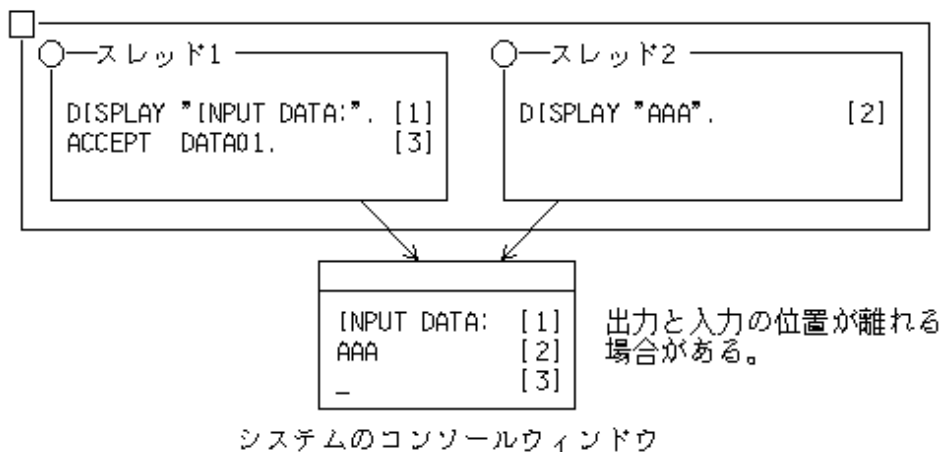 スレッド1
DISPLAY "INPUT DATA:". [1]
ACCEPT DATA01. [3]
スレッド2
DISPLAY "AAA". [2]
INPUT DATA: [1]
AAA [2]
_ [3]
出力と入力の位置が離れる
場合がある。
システムのコンソールウィンドウ